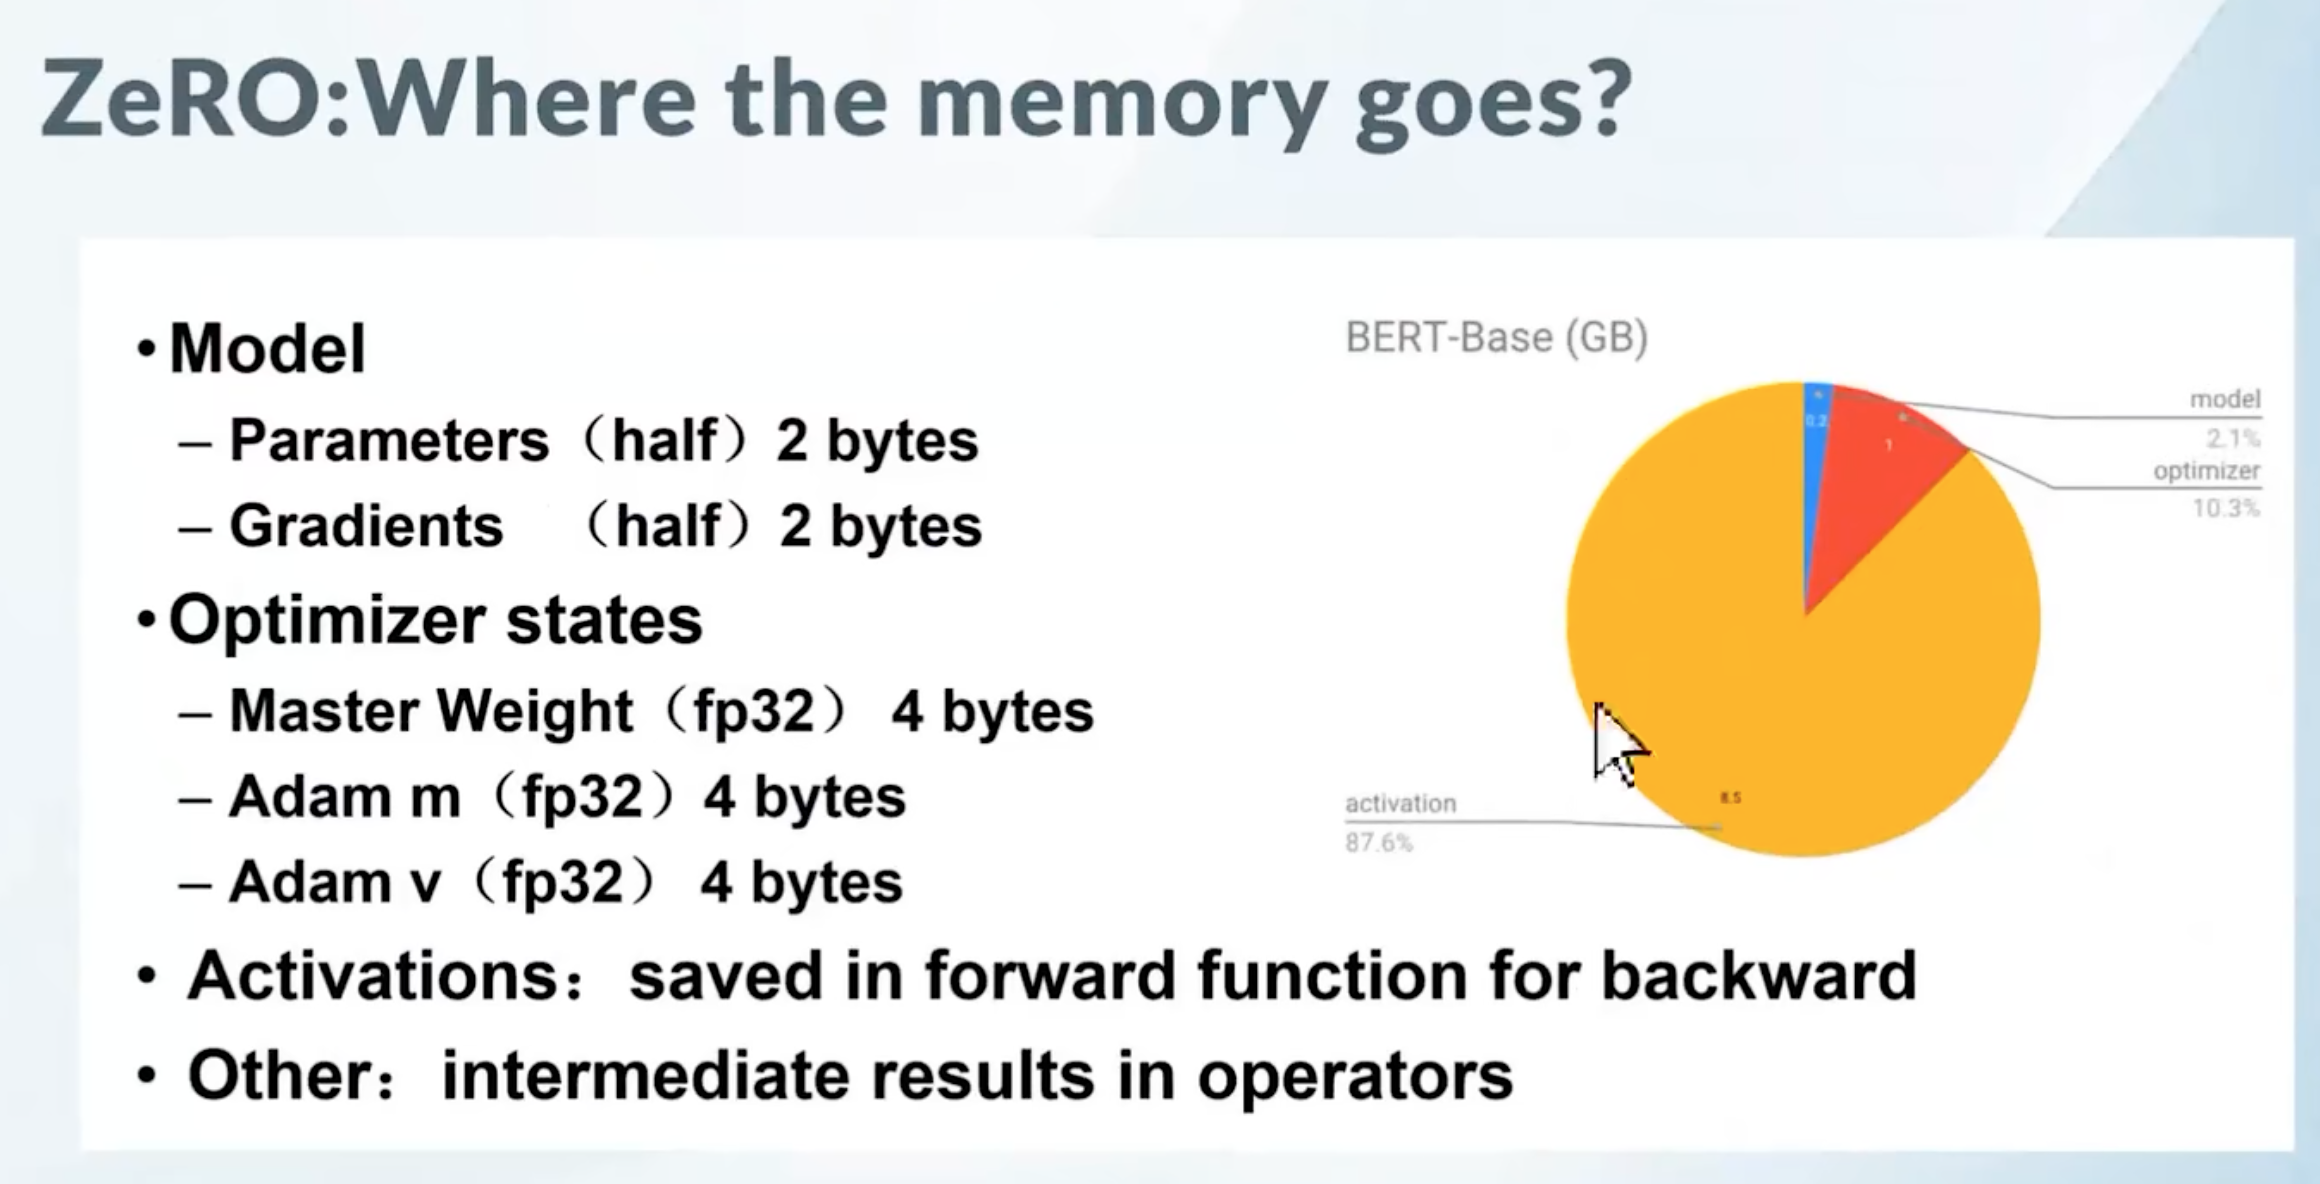 ZeRO:Where the memory goes?
• Model
– Parameters（half）2 bytes
– Gradients （half）2 bytes
• Optimizer states
– Master Weight（fp32） 4 bytes
– Adam m（fp32）4 bytes
– Adam v（fp32） 4 bytes
• Activations： saved in forward function for backward
• Other： intermediate results in operators
BERT-Base (GB)
model
2.1%
optimizer
10.3%
0.2
1
8.5
activation
87.6%